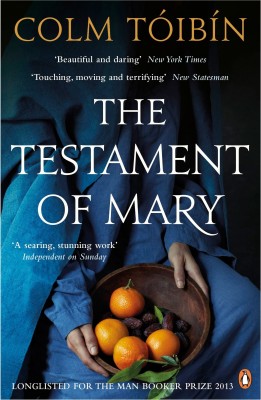 COLM TÓIBÍN
‘Beautiful and daring’ New York Times
‘Touching, moving and terrifying’ New Statesman
THE
TESTAMENT
OF MARY
‘A searing, stunning work’
Independent on Sunday
LONGLISTED FOR THE MAN BOOKER PRIZE 2013